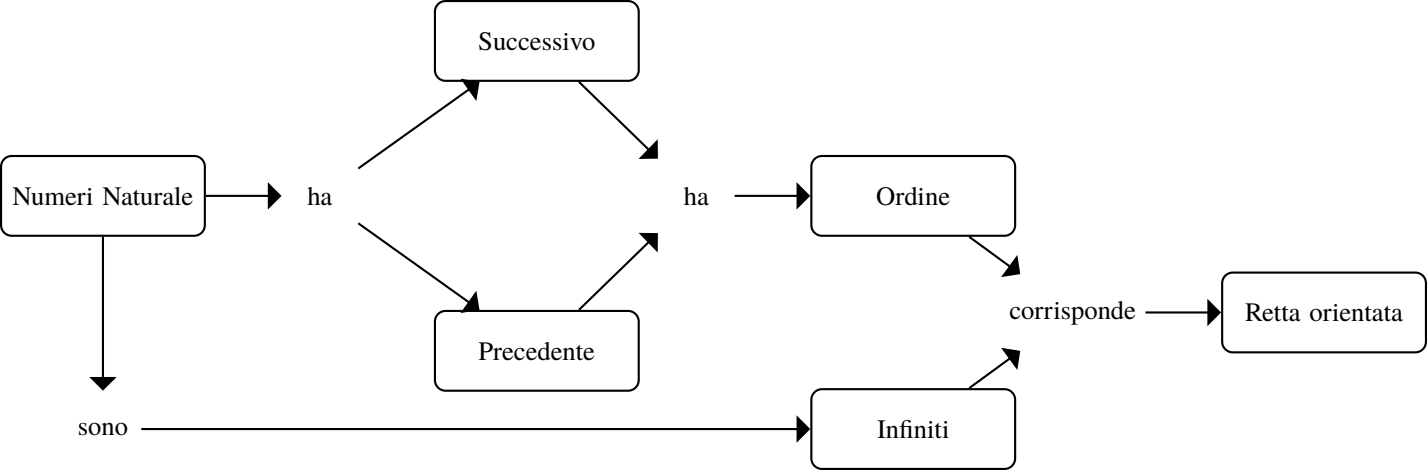 Successivo
Numeri Naturale
ha
ha
Ordine
corrisponde
Retta orientata
Precedente
sono
Infiniti